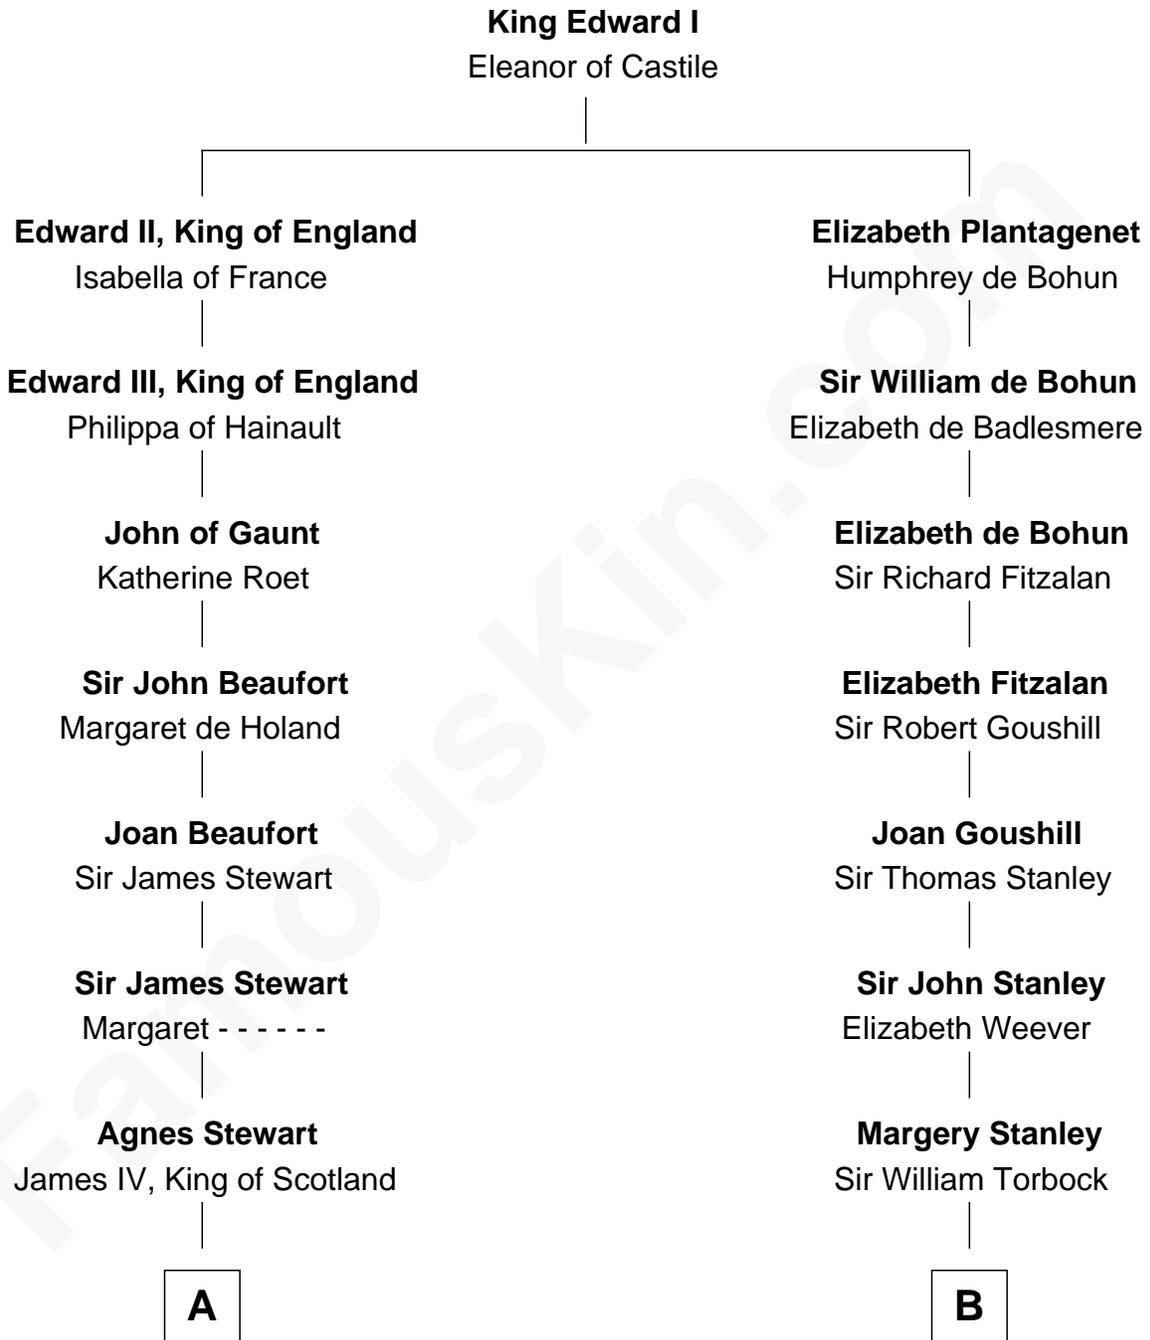 King Edward I
Eleanor of Castile
Edward II, King of England
Isabella of France
Elizabeth Plantagenet
Humphrey de Bohun
Edward III, King of England
Philippa of Hainault
Sir William de Bohun
Elizabeth de Badlesmere
John of Gaunt
Katherine Roet
Elizabeth de Bohun
Sir Richard Fitzalan
Sir John Beaufort
Margaret de Holand
Elizabeth Fitzalan
Sir Robert Goushill
Joan Beaufort
Sir James Stewart
Joan Goushill
Sir Thomas Stanley
Sir James Stewart
Margaret - - - - - -
Sir John Stanley
Elizabeth Weever
Agnes Stewart
James IV, King of Scotland
Margery Stanley
Sir William Torbock
A
B
FamousKin.com